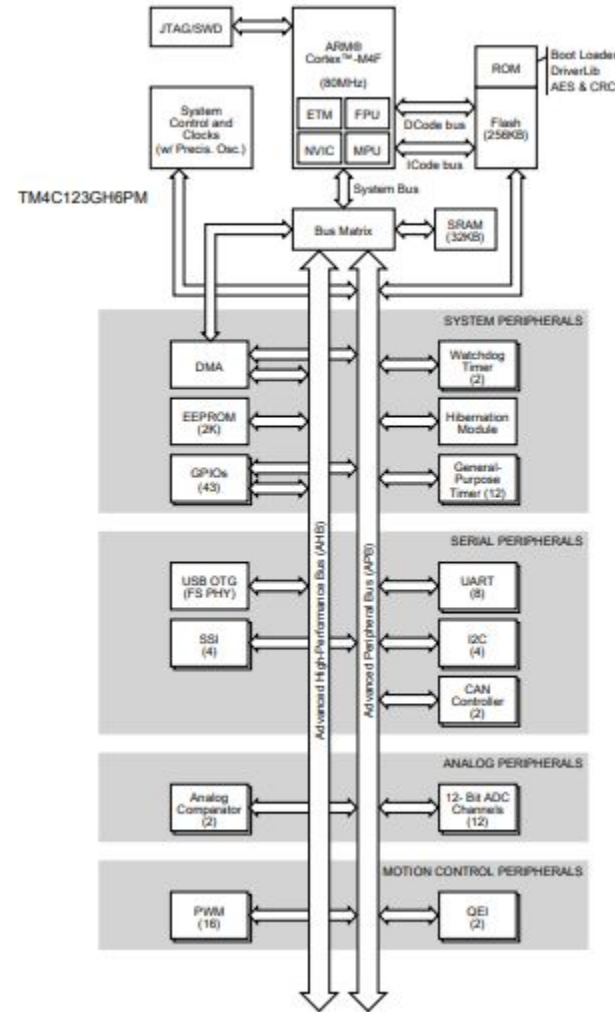 JTAG/SWD
ARM®
Cortex™-M4F
(80MHz)
ETM
FPU
NVIC
MPU
ROM
Flash
(256KB)
Boot Loader
DriverLib
AES & CRC
DCode bus
ICode bus
System
Control and
Clocks
(w/ Precis. Osc.)
TM4C123GH6PM
System Bus
Bus Matrix
SRAM
(32KB)
SYSTEM PERIPHERALS
DMA
Watchdog
Timer
(2)
EEPROM
(2K)
Hibernation
Module
GPIOs
(43)
General-
Purpose
Timer (12)
Advanced High-Performance Bus (AHB)
Advanced Peripheral Bus (APB)
SERIAL PERIPHERALS
USB OTG
(FS PHY)
UART
(8)
SSI
(4)
I2C
(4)
CAN
Controller
(2)
ANALOG PERIPHERALS
Analog
Comparator
(2)
12- Bit ADC
Channels
(12)
MOTION CONTROL PERIPHERALS
PWM
(16)
QEI
(2)